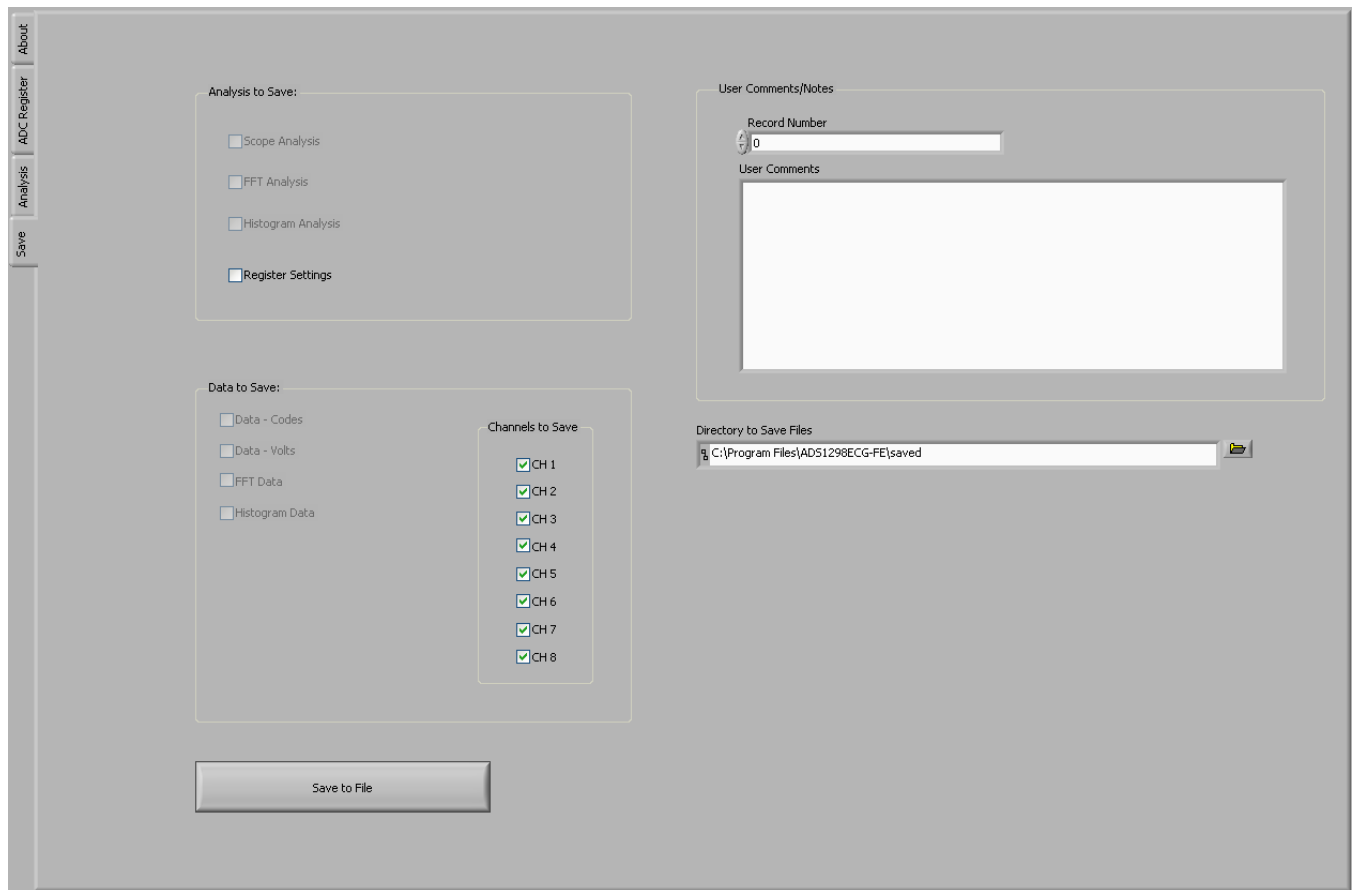 About
ADC Register
Analysis
Save
Analysis to Save:
Scope Analysis
FFT Analysis
Histogram Analysis
Register Settings
Data to Save:
Data - Codes
Data - Volts
FFT Data
Histogram Data
Channels to Save
CH 1
CH 2
CH 3
CH 4
CH 5
CH 6
CH 7
CH 8
Save to File
User Comments/Notes
Record Number
0
User Comments
Directory to Save Files
C:\Program Files\ADS1298ECG-FE\saved